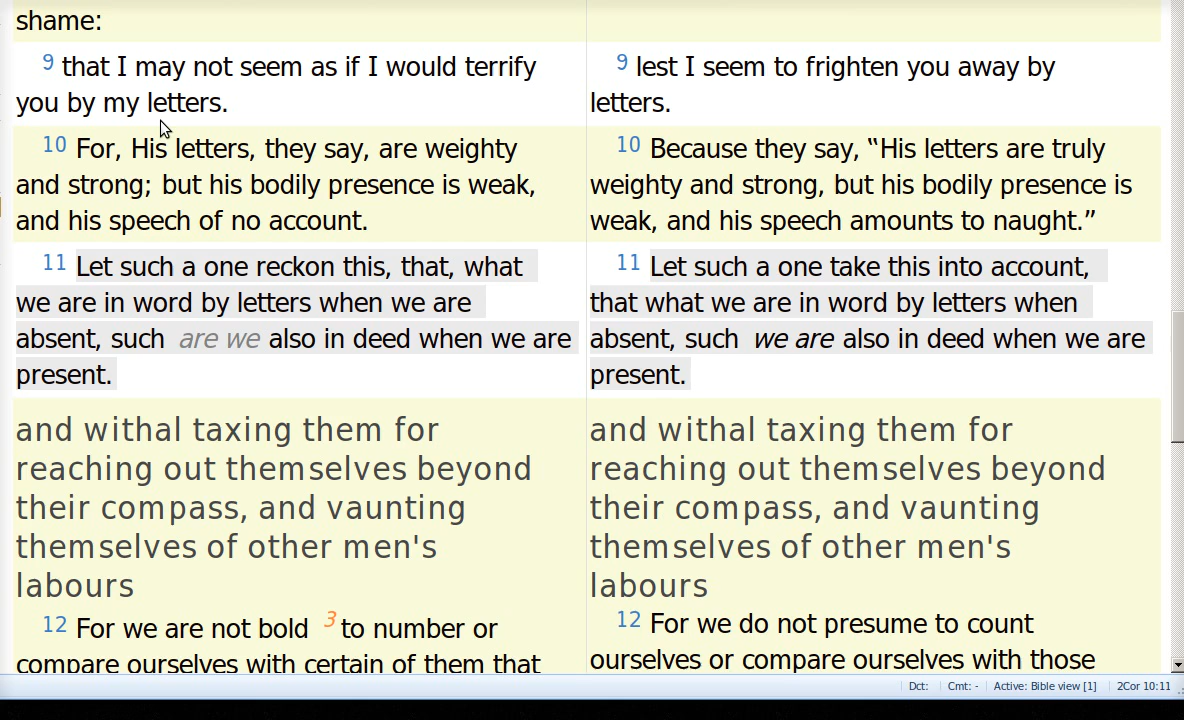 shame:
9 that I may not seem as if I would terrify
you by my letters.
10 For, His letters, they say, are weighty
and strong; but his bodily presence is weak,
and his speech of no account.
11 Let such a one reckon this, that, what
we are in word by letters when we are
absent, such are we also in deed when we are
present.
and withal taxing them for
reaching out themselves beyond
their compass, and vaunting
themselves of other men's
labours
12 For we are not bold 3 to number or
compare ourselves with certain of them that
9 lest I seem to frighten you away by
letters.
10 Because they say, “His letters are truly
weighty and strong, but his bodily presence is
weak, and his speech amounts to naught.”
11 Let such a one take this into account,
that what we are in word by letters when
absent, such we are also in deed when we are
present.
and withal taxing them for
reaching out themselves beyond
their compass, and vaunting
themselves of other men's
labours
12 For we do not presume to count
ourselves or compare ourselves with those
Dct: Cmt: - Active: Bible view [1] 2Cor 10:11